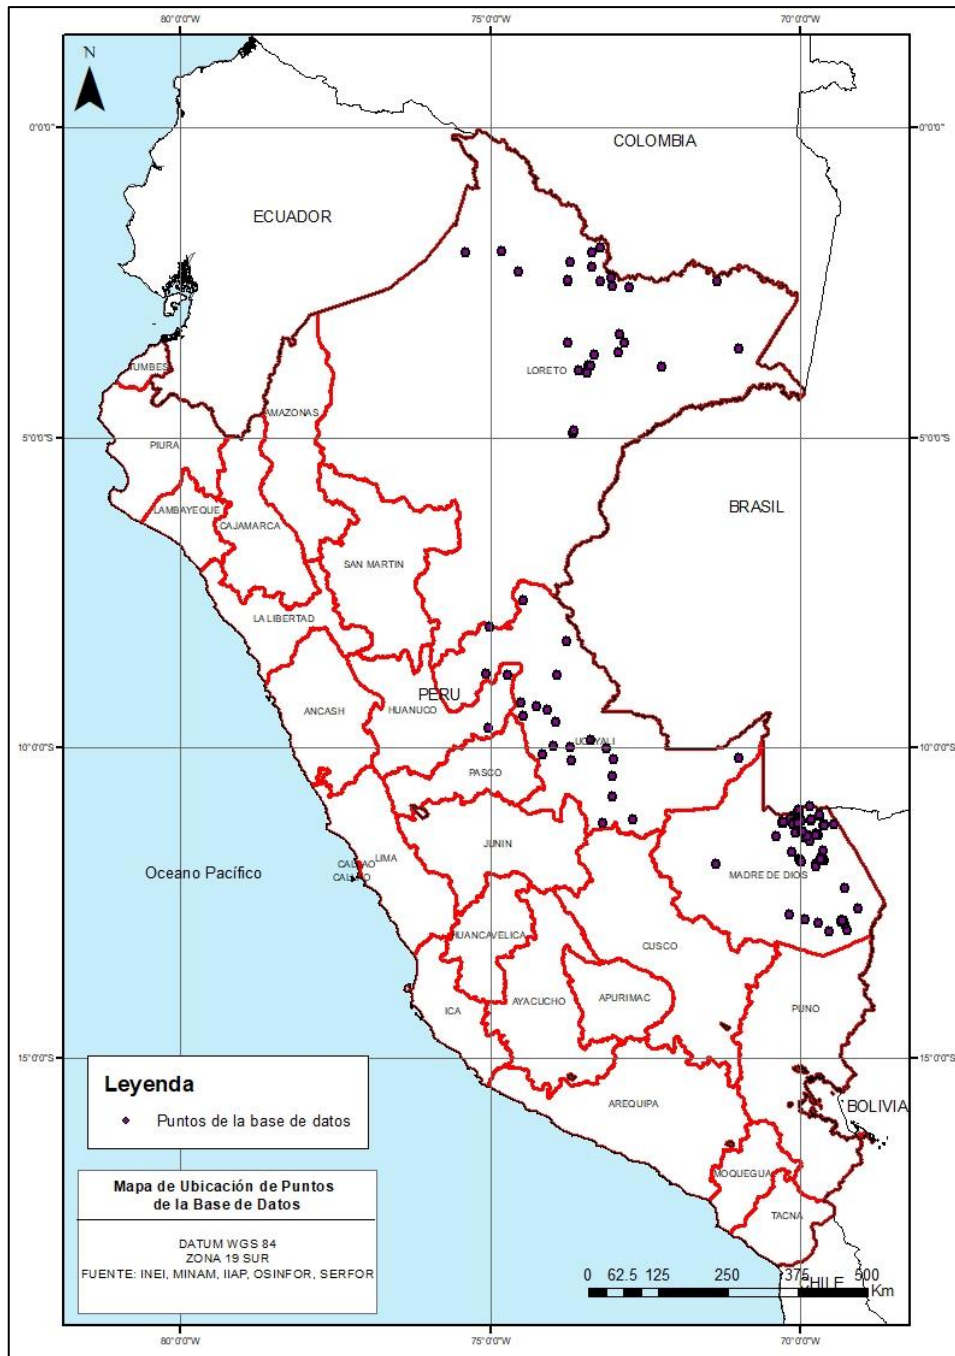 80°0'0"W 75°0'0"W 70°0'0"W
N
0°0'0" 0°0'0"
COLOMBIA
ECUADOR
TUMBES
LORETO
AMAZONAS
5°0'0"S 5°0'0"S
PIURA
LAMBAYEQUE
CAJAMARCA
BRASIL
SAN MARTIN
LA LIBERTAD
PERU
HUANUCO
ANCASH
UCAYALI
10°0'0"S 10°0'0"S
PASCO
JUNIN
LIMA
CALLAO
CALLAO
Oceano Pacífico
MADRE DE DIOS
HUANCAVELICA
CUSCO
AYACUCHO
APURIMAC
ICA
PUNO
15°0'0"S 15°0'0"S
Leyenda
Puntos de la base de datos
AREQUIPA
BOLIVIA
MOQUEGUA
TACNA
Mapa de Ubicación de Puntos
de la Base de Datos
DATUM WGS 84
ZONA 19 SUR
FUENTE: INEI, MINAM, IIAP, OSINFOR, SERFOR
0 62.5 125 250 375 500
Km
CHILE
80°0'0"W 75°0'0"W 70°0'0"W